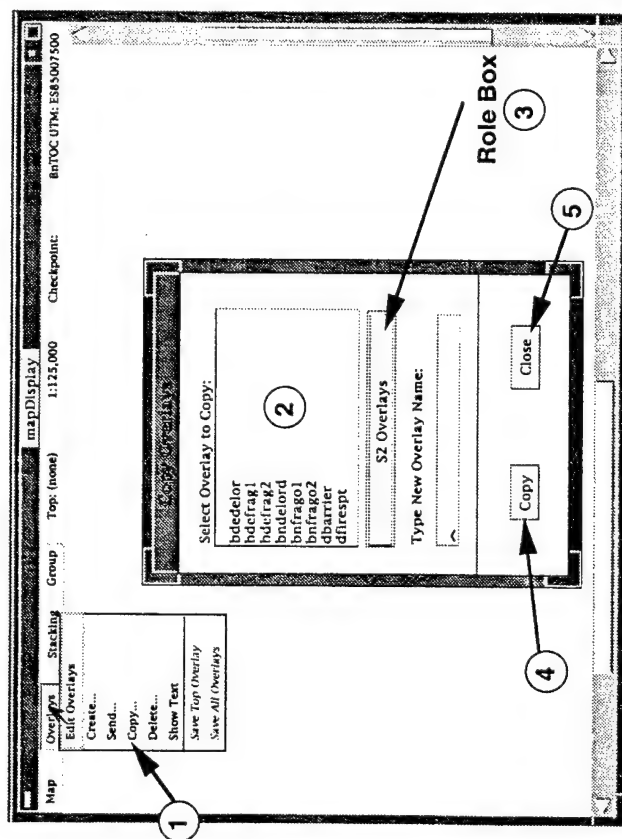 mapDisplay
Map Overlays Stacking Group Top: (none) 1:125,000 Checkpoint: BnTOC UTM: ES85007500
Edit Overlays
Create...
Send...
Copy...
Delete...
Show Text
Save Top Overlay
Save All Overlays
1
Copy Overlays
Select Overlay to Copy:
bdedelor
bdefrag1
bdefrag2
bndelord
bnfrago1
bnfrago2
dbarrier
dfirespt
2
S2 Overlays
Role Box
3
Type New Overlay Name:
Copy
Close
4
5